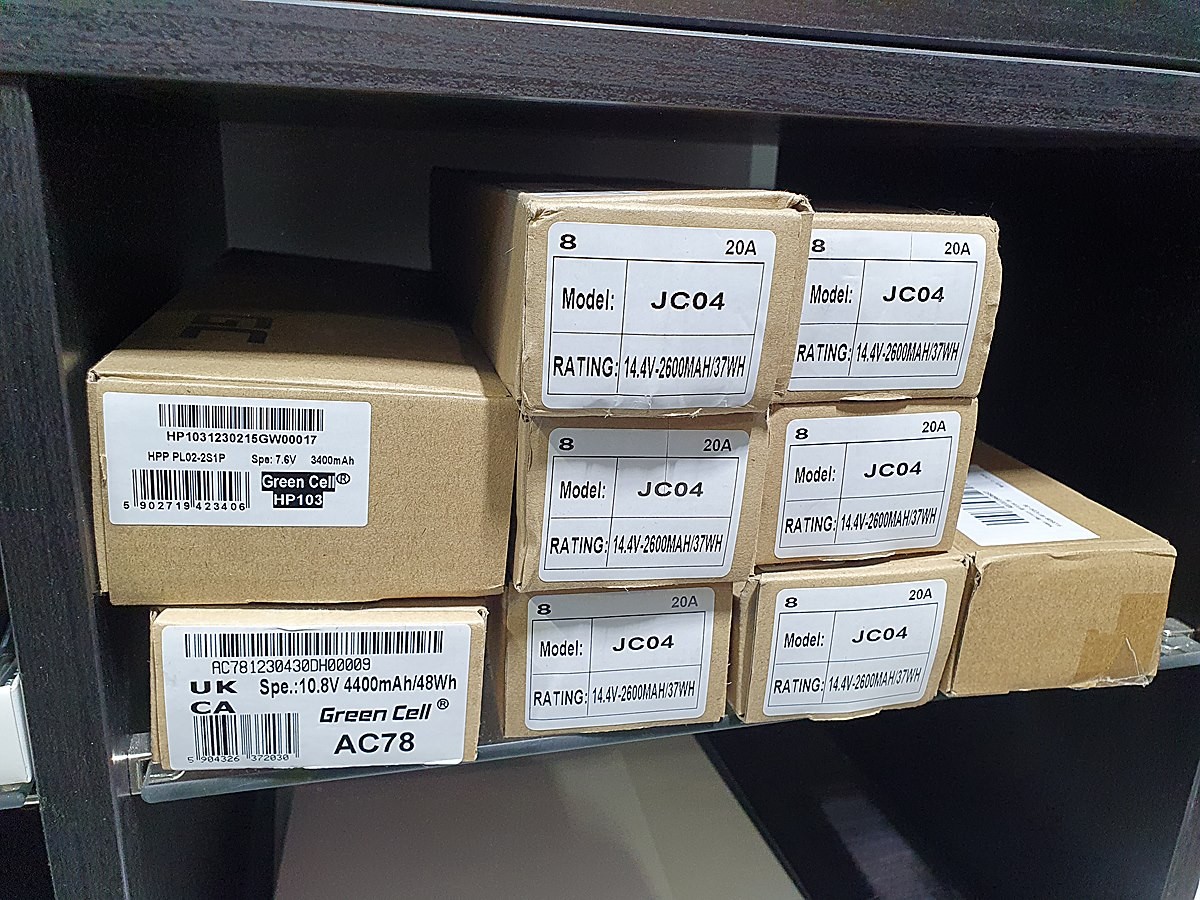 HP1031230215GW00017
HPP PL02-2S1P Spe: 7.6V 3400mAh
Green Cell®
HP103
5 902719 423406
AC781230430DH00009
UK
CA
Spe.:10.8V 4400mAh/48Wh
Green Cell®
AC78
5 904326 372030
8 20A
Model: JC04
RATING: 14.4V-2600MAH/37WH
8 20A
Model: JC04
RATING: 14.4V-2600MAH/37WH
8 20A
Model: JC04
RATING: 14.4V-2600MAH/37WH
8 20A
Model: JC04
RATING: 14.4V-2600MAH/37WH
8 20A
Model: JC04
RATING: 14.4V-2600MAH/37WH
8 20A
Model: JC04
RATING: 14.4V-2600MAH/37WH